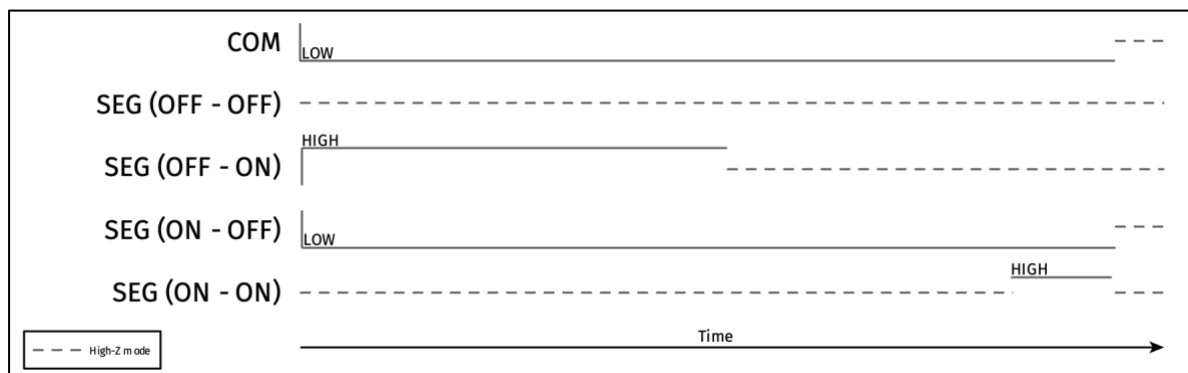 COM
LOW
SEG (OFF - OFF)
HIGH
SEG (OFF - ON)
SEG (ON - OFF)
LOW
HIGH
SEG (ON - ON)
Time
High-Z mode